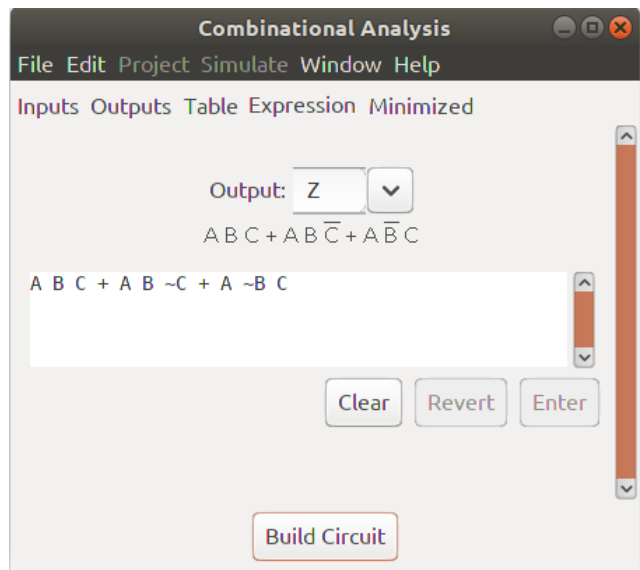 Combinational Analysis
File Edit Project Simulate Window Help
Inputs Outputs Table Expression Minimized
Output: Z
A B C + A B C̅ + A B̅ C
A B C + A B ~C + A ~B C
Clear Revert Enter
Build Circuit